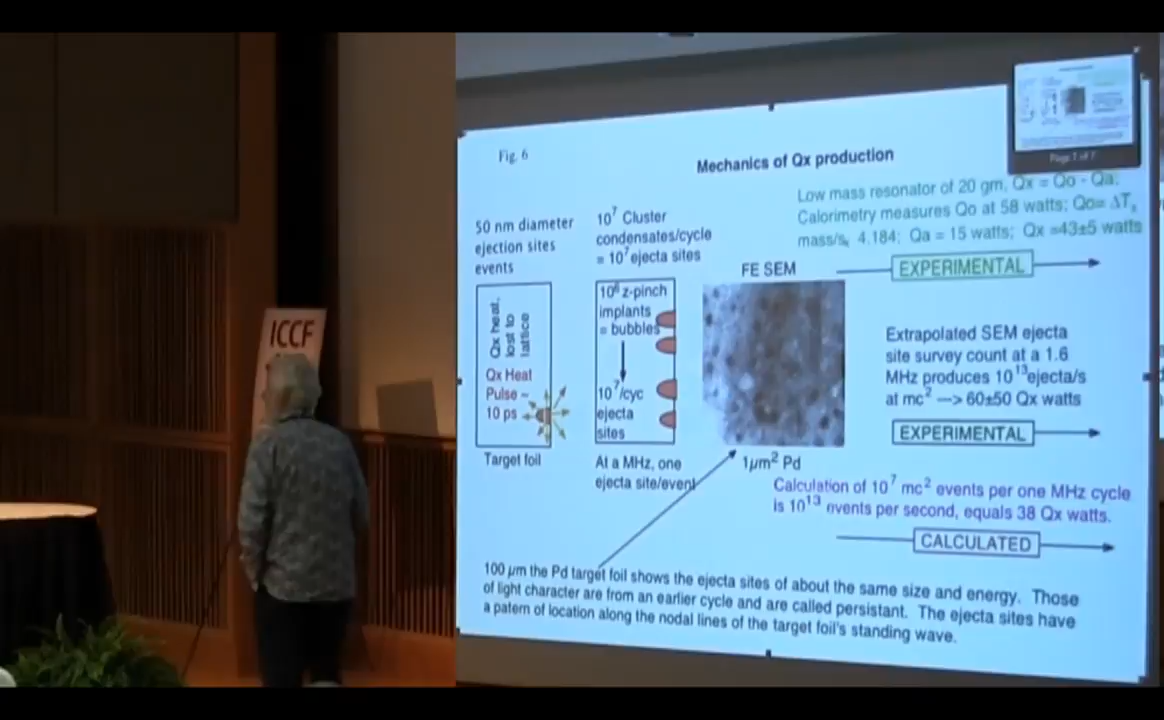 ICCF
Fig. 6
Mechanics of Qx production
Page 1 of 1
50 nm diameter
ejection sites
events
Qx heat,
lost to
lattice
Qx Heat
Pulse ~
10 ps
Target foil
10⁷ Cluster
condensates/cycle
= 10⁷ejecta sites
z-pinch
implants
= bubbles
10⁷/cyc
ejecta
sites
At a MHz, one
ejecta site/event
FE SEM
1µm² Pd
Low mass resonator of 20 gm, Qx = Qo - Qa;
Calorimetry measures Qo at 58 watts; Qo=
4.184; Qa = 15 watts; Qx =43±5 watts
EXPERIMENTAL
Extrapolated SEM ejecta
site survey count at a 1.6
MHz produces 10¹³ejecta/s
at mc² —> 60±50 Qx watts
EXPERIMENTAL
Calculation of 10⁷ mc² events per one MHz cycle
is 10¹³ events per second, equals 38 Qx watts.
CALCULATED
100 µm the Pd target foil shows the ejecta sites of about the same size and energy. Those
of light character are from an earlier cycle and are called persistant. The ejecta sites have
a patern of location along the nodal lines of the target foil's standing wave.